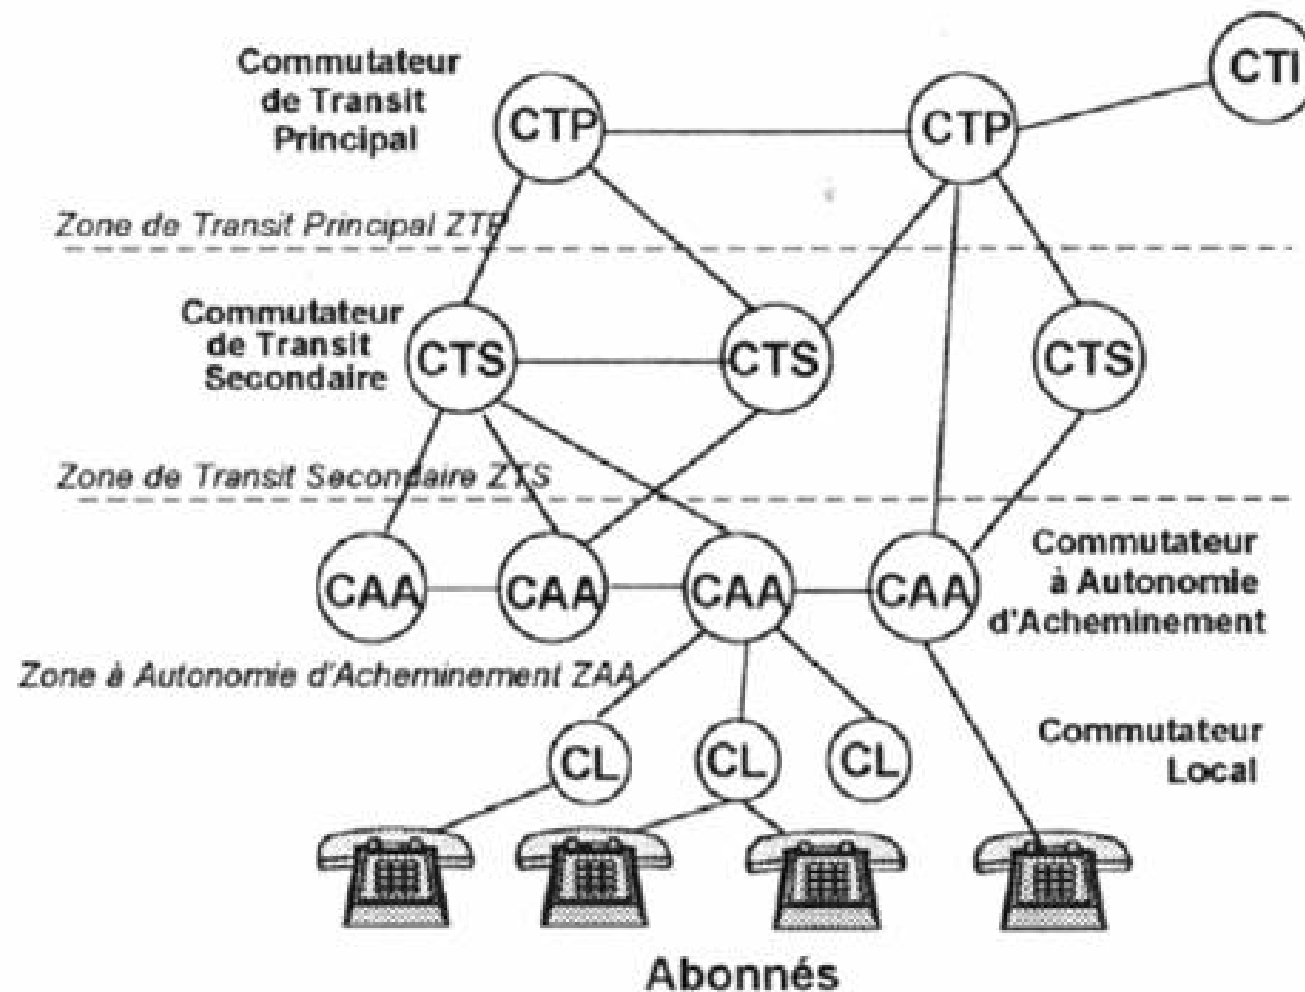 Commutateur
de Transit
Principal
CTP
CTP
CTI
Zone de Transit Principal ZTP
Commutateur
de Transit
Secondaire
CTS
CTS
CTS
Zone de Transit Secondaire ZTS
CAA
CAA
CAA
CAA
Commutateur
à Autonomie
d'Acheminement
Zone à Autonomie d'Acheminement ZAA
CL
CL
CL
Commutateur
Local
Abonnés